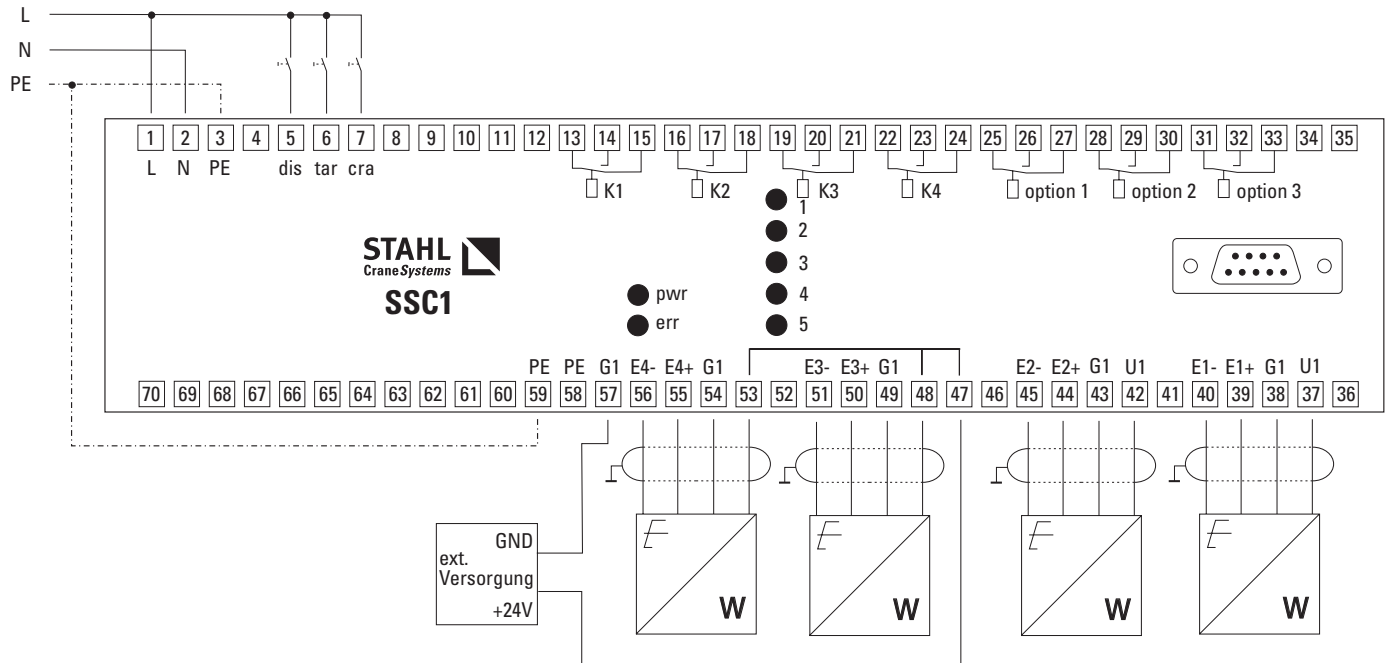 L
N
PE
1 2 3 4 5 6 7 8 9 10 11 12 13 14 15 16 17 18 19 20 21 22 23 24 25 26 27 28 29 30 31 32 33 34 35
L N PE dis tar cra
K1 K2 K3 K4 option 1 option 2 option 3
1
2
3
4
5
STAHL
CraneSystems
SSC1
pwr
err
PE PE G1 E4- E4+ G1 E3- E3+ G1 E2- E2+ G1 U1 E1- E1+ G1 U1
70 69 68 67 66 65 64 63 62 61 60 59 58 57 56 55 54 53 52 51 50 49 48 47 46 45 44 43 42 41 40 39 38 37 36
GND
ext.
Versorgung
+24V
W W W W